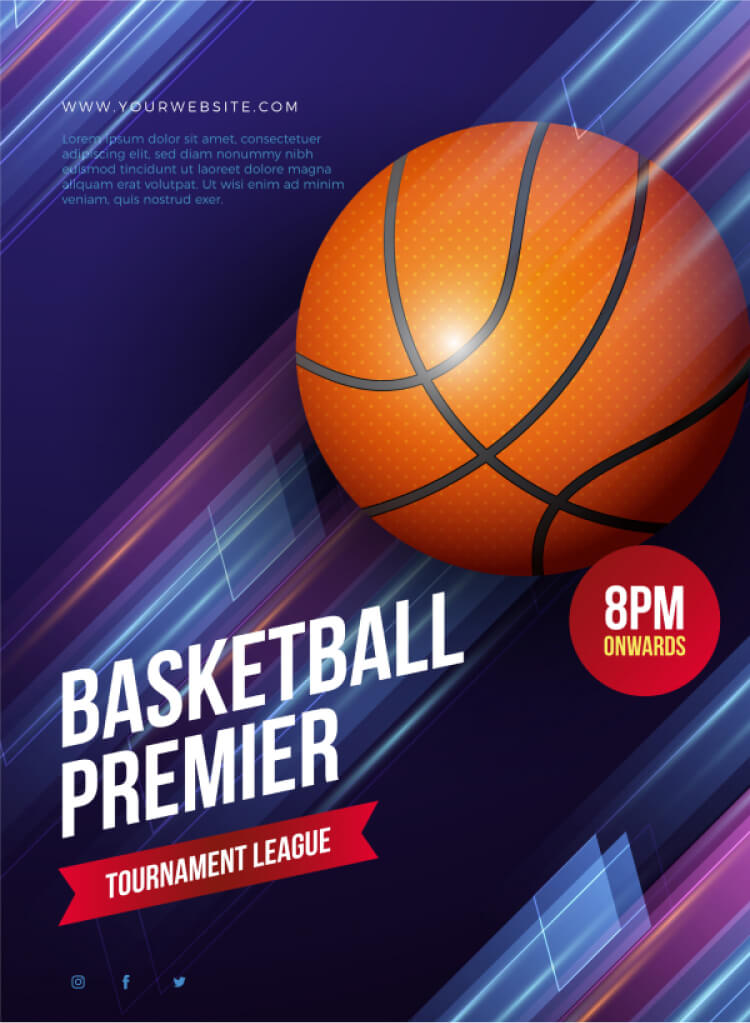 WWW.YOURWEBSITE.COM
Lorem ipsum dolor sit amet, consectetuer
adipiscing elit, sed diam nonummy nibh
euismod tincidunt ut laoreet dolore magna
aliquam erat volutpat. Ut wisi enim ad minim
veniam, quis nostrud exer.
8PM
ONWARDS
BASKETBALL
PREMIER
TOURNAMENT LEAGUE